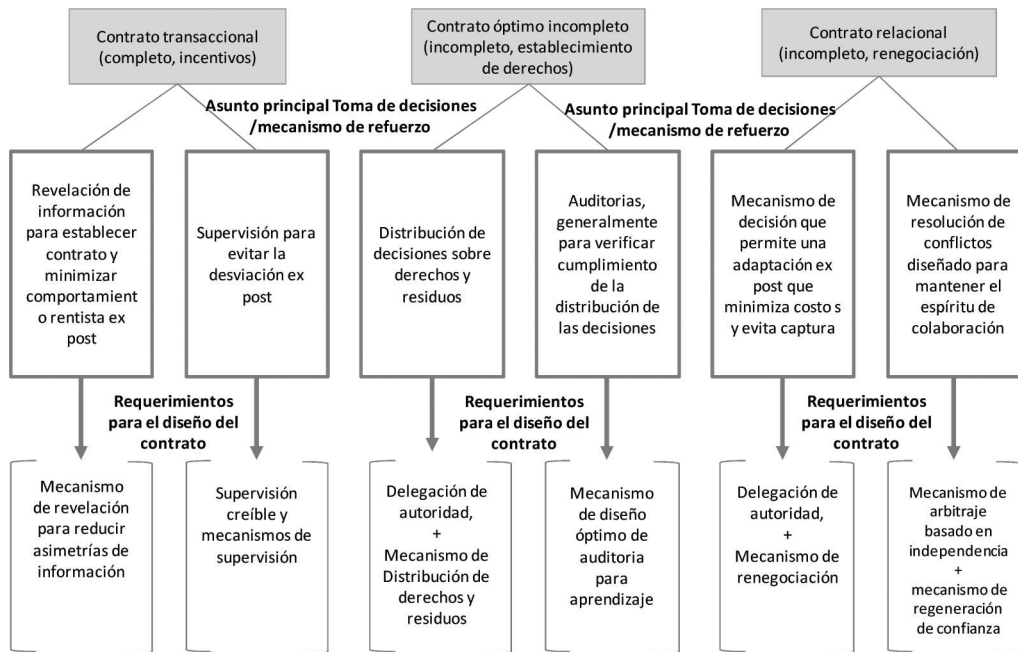 Contrato transaccional
(completo, incentivos)
Contrato óptimo incompleto
(incompleto, establecimiento
de derechos)
Contrato relacional
(incompleto, renegociación)
Asunto principal Toma de decisiones
/mecanismo de refuerzo
Asunto principal Toma de decisiones
/mecanismo de refuerzo
Revelación de
información
para establecer
contrato y
minimizar
comportamient
o rentista ex
post
Supervisión para
evitar la
desviación ex
post
Distribución de
decisiones sobre
derechos y
residuos
Auditorias,
generalmente
para verificar
cumplimiento
de la
distribución de
las decisiones
Mecanismo de
decisión que
permite una
adaptación ex
post que
minimiza costo s
y evita captura
Mecanismo de
resolución de
conflictos
diseñado para
mantener el
espíritu de
colaboración
Requerimientos
para el diseño del
contrato
Requerimientos
para el diseño del
contrato
Requerimientos
para el diseño del
contrato
Mecanismo
de revelación
para reducir
asimetrías de
información
Supervisión
creíble y
mecanismos de
supervisión
Delegación de
autoridad,
+
Mecanismo de
Distribución de
derechos y
residuos
Mecanismo
de diseño
óptimo de
auditoria
para
aprendizaje
Delegación de
autoridad,
+
Mecanismo de
renegociación
Mecanismo de
arbitraje
basado en
independencia
+
mecanismo de
regeneración
de confianza